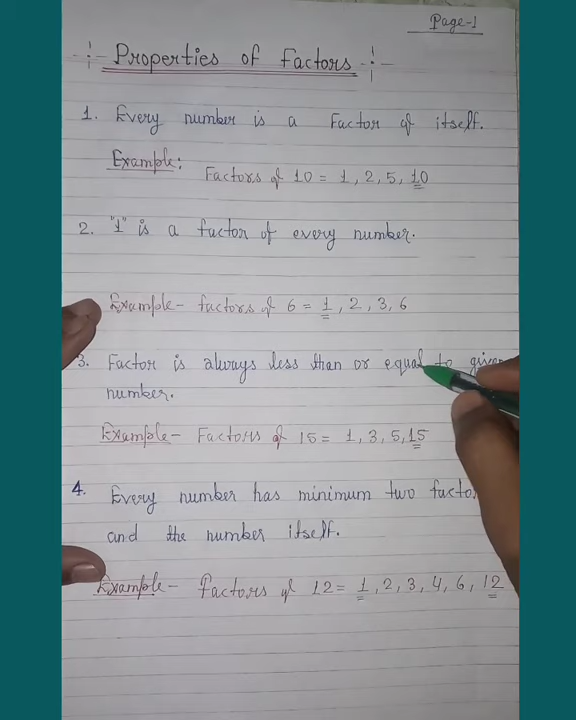 Page-1
Properties of Factors
1. Every number is a Factor of itself.
Example: Factors of 10 = 1, 2, 5, 10
2. "1" is a factor of every number.
Example- factors of 6 = 1, 2, 3, 6
3. Factor is always less than or equal to given
number.
Example- Factors of 15 = 1, 3, 5, 15
4. Every number has minimum two
and the number itself.
Example- factors of 12 = 1, 2, 3, 4, 6, 12